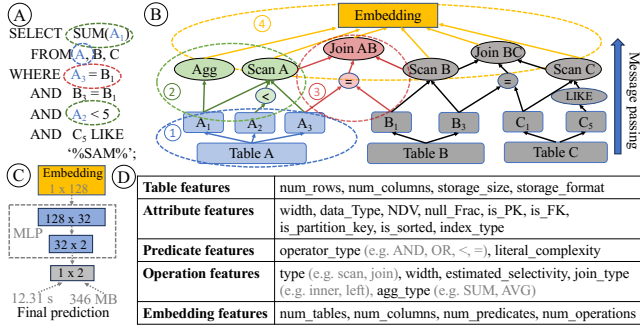 A
SELECT SUM(A₁)
FROM A, B, C
WHERE A₃ = B₁
AND B₃ = B₁
AND A₂ < 5
AND C₅ LIKE
'%SAM%';
B
Embedding
4
Join AB
Join BC
Agg
Scan A
Scan B
Scan C
2
<
3
=
=
LIKE
1
A₁
A₂
A₃
B₁
B₃
C₁
C₅
Table A
Table B
Table C
Message passing
C
Embedding
1 x 128
MLP
128 x 32
32 x 2
1 x 2
12.31 s
346 MB
Final prediction
D
Table features
num_rows, num_columns, storage_size, storage_format
Attribute features
width, data_Type, NDV, null_Frac, is_PK, is_FK,
is_partition_key, is_sorted, index_type
Predicate features
operator_type (e.g. AND, OR, <, =), literal_complexity
Operation features
type (e.g. scan, join), width, estimated_selectivity, join_type
(e.g. inner, left), agg_type (e.g. SUM, AVG)
Embedding features
num_tables, num_columns, num_predicates, num_operations